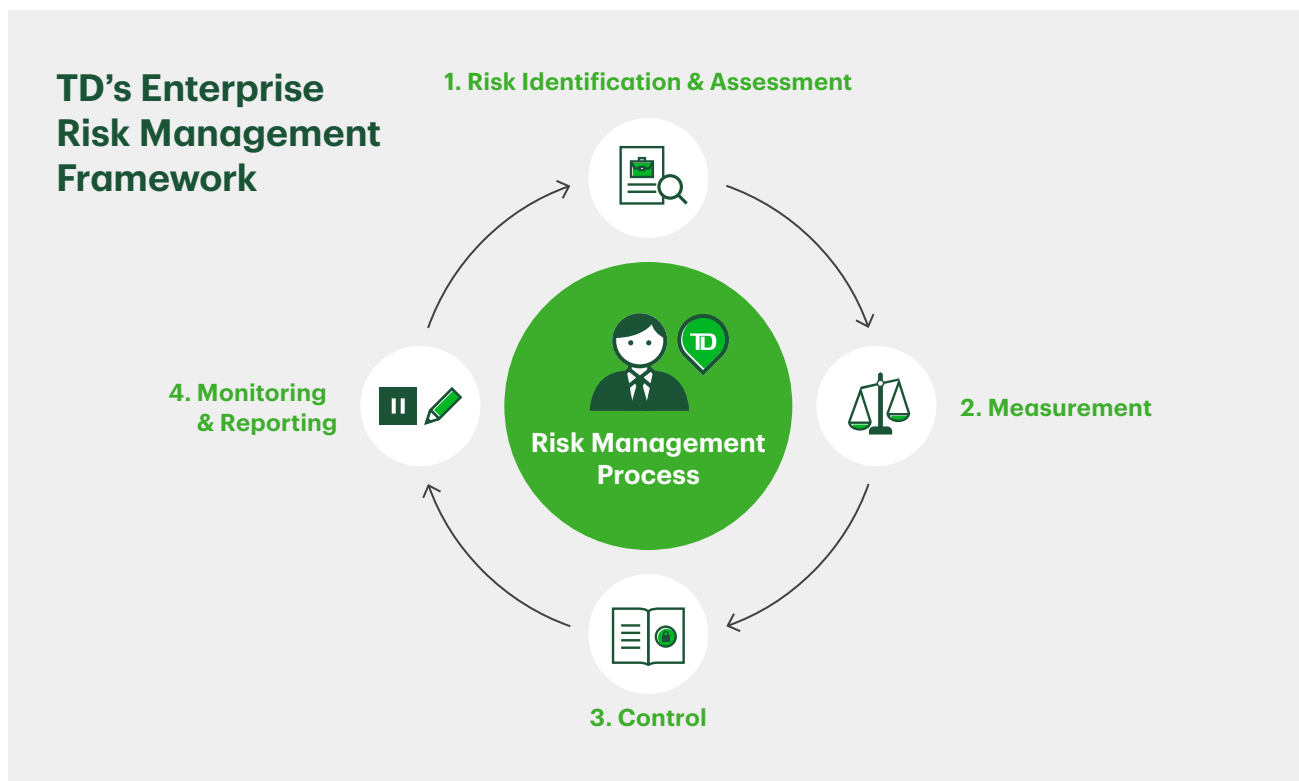 TD's Enterprise
Risk Management
Framework
1. Risk Identification & Assessment
TD
Risk Management
Process
2. Measurement
3. Control
4. Monitoring
& Reporting